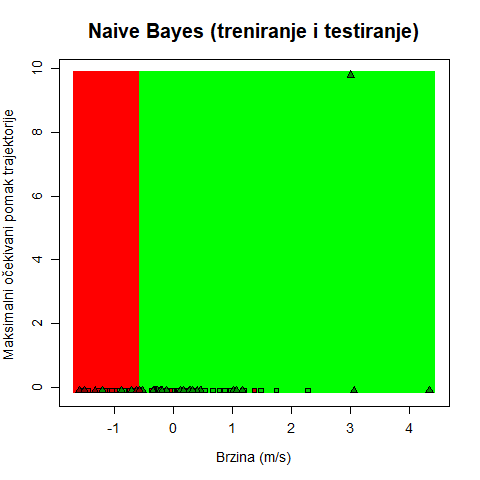 Naive Bayes (treniranje i testiranje)
Maksimalni očekivani pomak trajektorije
10
8
6
4
2
0
-1 0 1 2 3 4
Brzina (m/s)